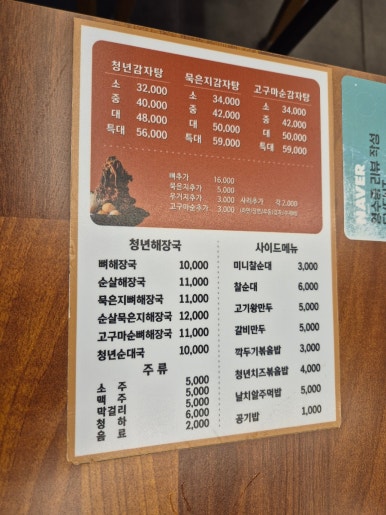 청년감자탕
소 32,000
중 40,000
대 48,000
특대 56,000
묵은지감자탕
소 34,000
중 42,000
대 50,000
특대 59,000
고구마순감자탕
소 34,000
중 42,000
대 50,000
특대 59,000
뼈추가 16,000
묵은지추가 5,000
우거지추가 3,000
고구마순추가 3,000
사리추가 각 2,000
청년해장국
뼈해장국 10,000
순살해장국 11,000
묵은지뼈해장국 11,000
순살묵은지해장국 12,000
고구마순뼈해장국 11,000
청년순대국 10,000
주류
소주 5,000
맥주 5,000
막걸리 5,000
청하 6,000
음료 2,000
사이드메뉴
미니찰순대 3,000
찰순대 6,000
고기왕만두 5,000
갈비만두 5,000
깍두기볶음밥 3,000
청년치즈볶음밥 4,000
날치알주먹밥 5,000
공기밥 1,000
NAVER
영수증 리뷰 작성